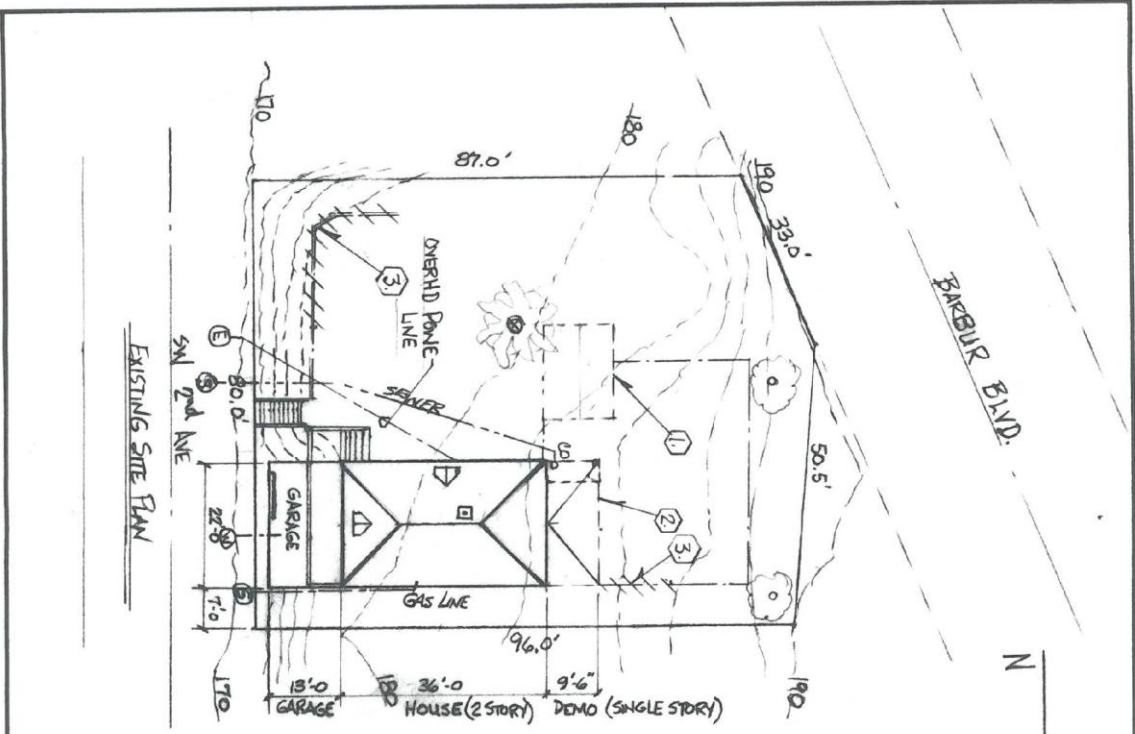 BARBUR BLVD.
N
170
180
190
87.0'
33.0'
50.5'
3.
OVERHD PONE
LINE
SEWER
1.
2.
3.
E
S
80.0'
SW 2nd AVE
EXISTING SITE PLAN
GARAGE
22'-0
W
G
7'-0
GAS LINE
96.0'
170
180
190
13'-0
GARAGE
36'-0
HOUSE (2 STORY)
9'-6"
DEMO (SINGLE STORY)